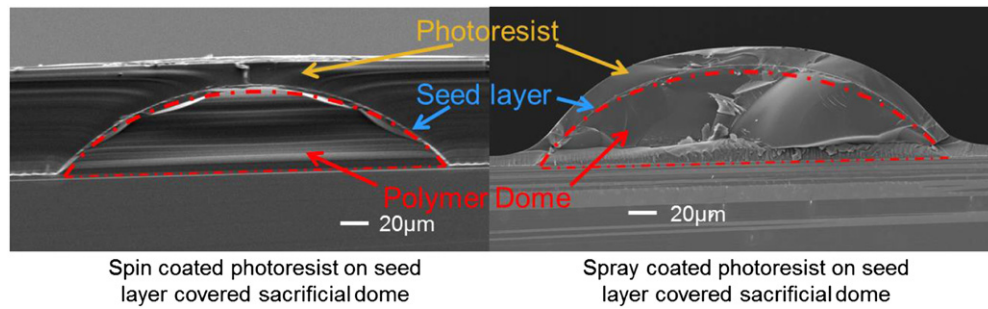 Photoresist
Seed layer
Polymer Dome
20μm
20μm
Spin coated photoresist on seed
layer covered sacrificial dome
Spray coated photoresist on seed
layer covered sacrificial dome